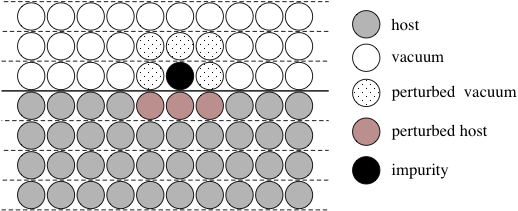 host
vacuum
perturbed vacuum
perturbed host
impurity